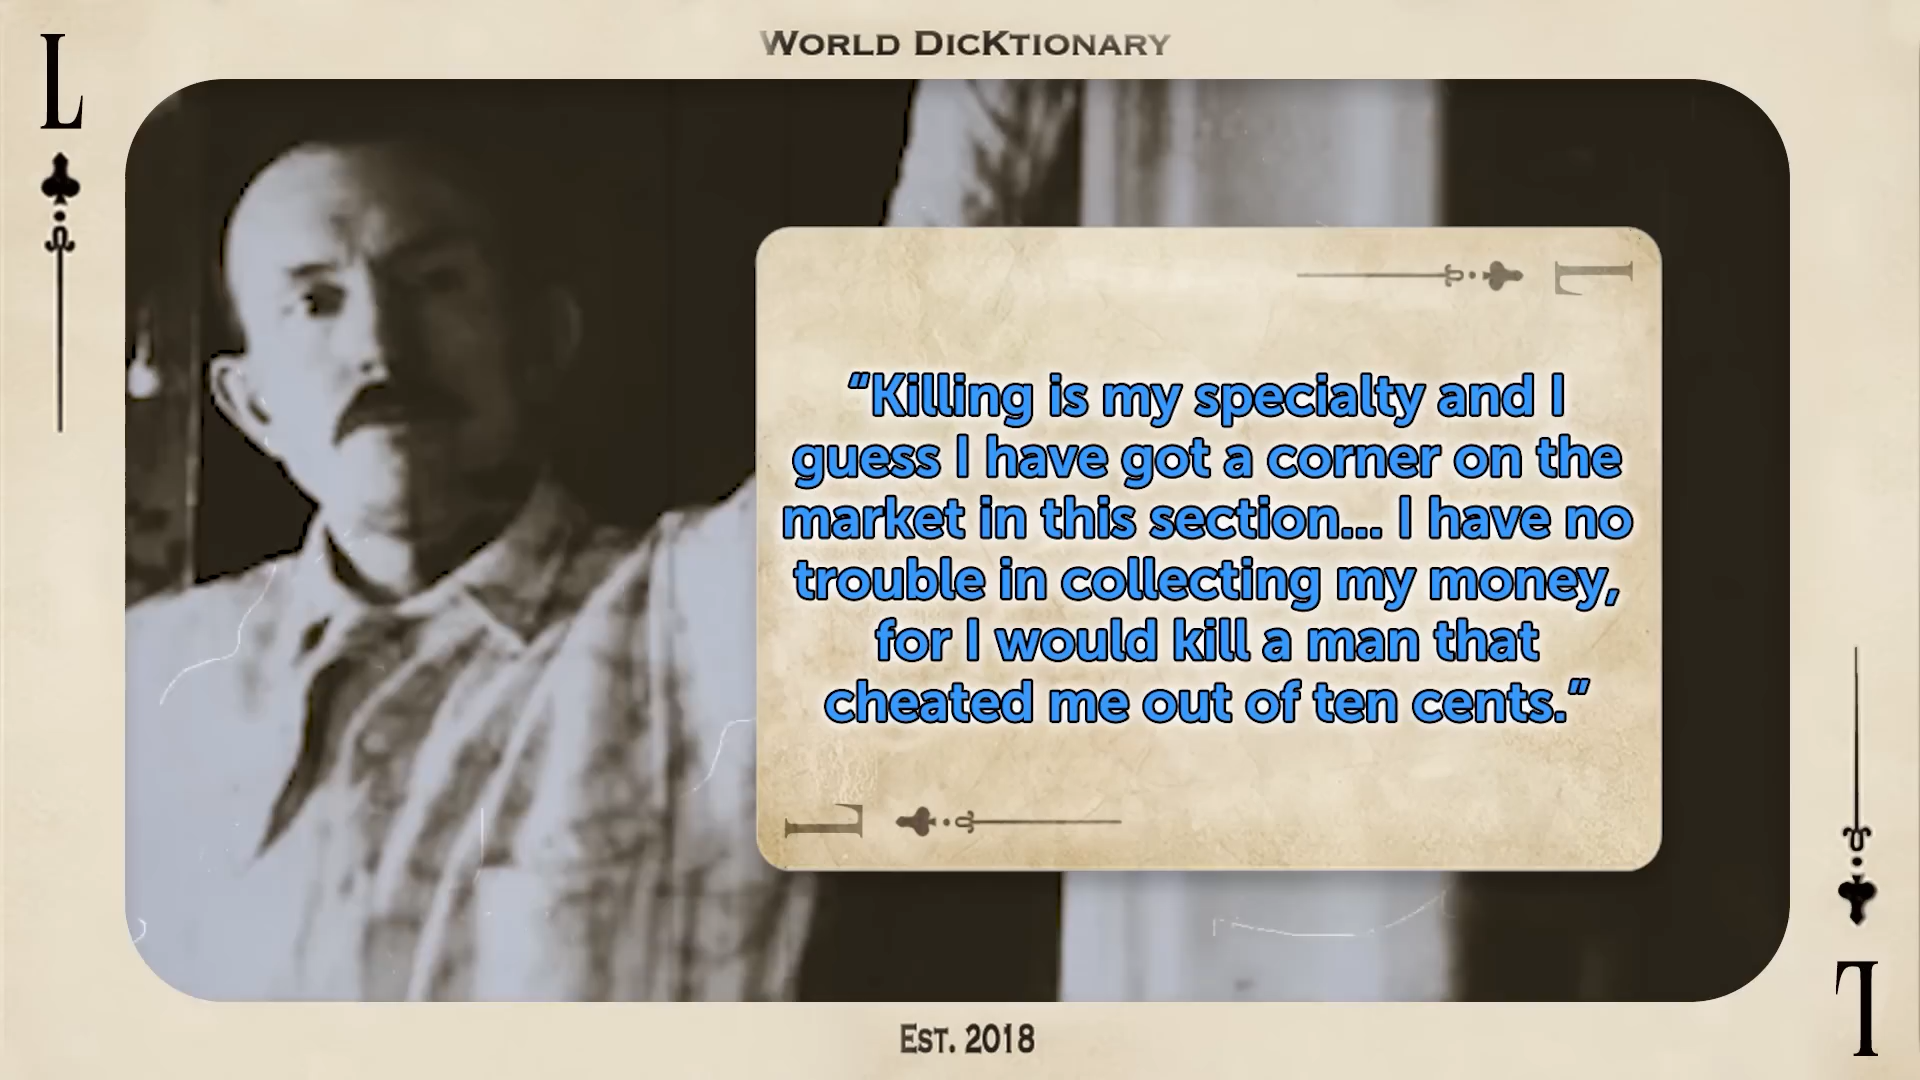 World DicKtionary
L
L
“Killing is my specialty and I
guess I have got a corner on the
market in this section... I have no
trouble in collecting my money,
for I would kill a man that
cheated me out of ten cents.”
L
L
Est. 2018